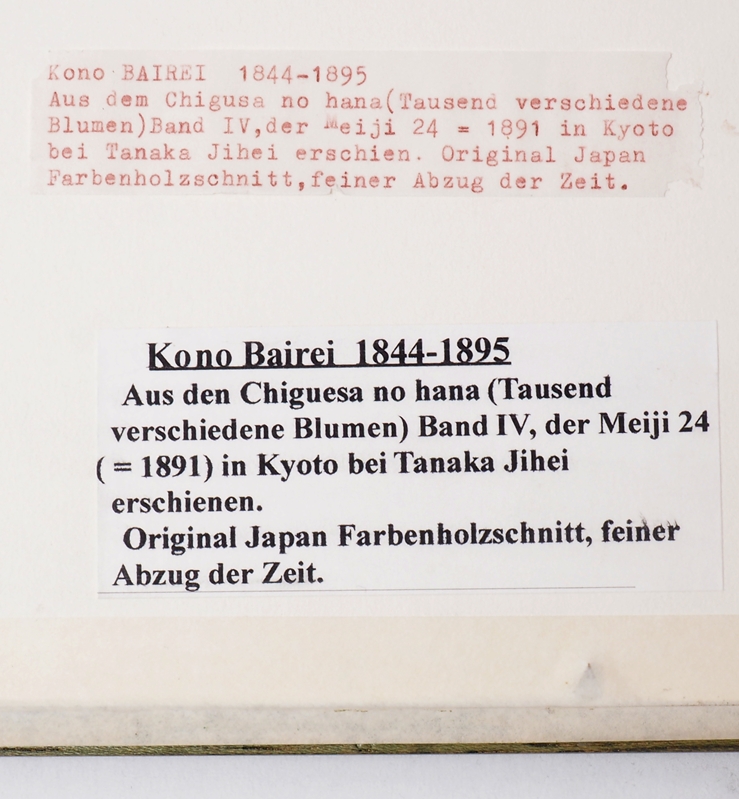 Kono BAIREI 1844-1895
Aus dem Chigusa no hana(Tausend verschiedene
Blumen)Band IV,der Meiji 24 = 1891 in Kyoto
bei Tanaka Jihei erschien. Original Japan
Farbenholzschnitt,feiner Abzug der Zeit.
Kono Bairei 1844-1895
Aus den Chiguesa no hana (Tausend
verschiedene Blumen) Band IV, der Meiji 24
( = 1891) in Kyoto bei Tanaka Jihei
erschienen.
Original Japan Farbenholzschnitt, feiner
Abzug der Zeit.